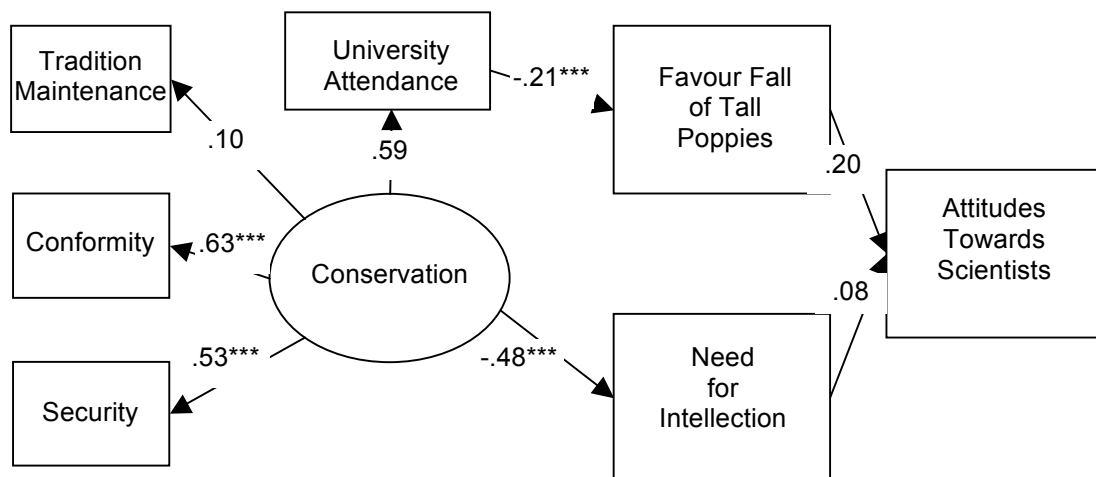 Tradition
Maintenance
University
Attendance
-.21***
Favour Fall
of Tall
Poppies
.10
.59
.20
Attitudes
Towards
Scientists
Conformity
.63***
Conservation
.08
.53***
-.48***
Need
for
Intellection
Security